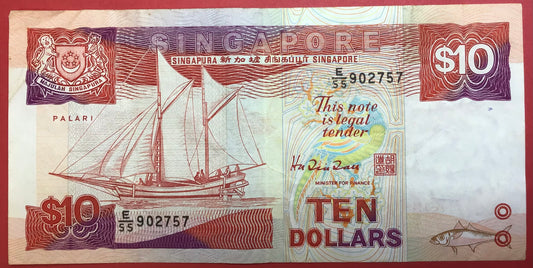 SINGAPORE
SINGAPURA 新加坡 சிங்கப்பூர் SINGAPORE
$10
MAJULAH SINGAPURA
E/55 902757
PALARI
This note
is legal
tender
MINISTER FOR FINANCE
$10
E/55 902757
TEN
DOLLARS